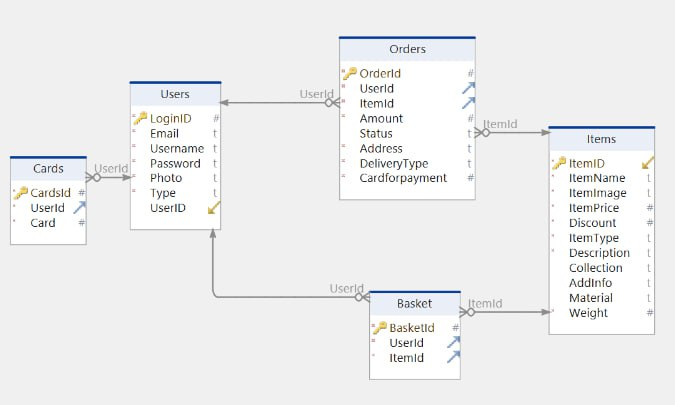 Orders
OrderId #
UserId
ItemId
Amount #
Status t
Address t
DeliveryType t
Cardforpayment #
UserId
ItemId
Users
LoginID #
Email t
Username t
Password t
Photo t
Type t
UserID
Cards
CardsId #
UserId
Card #
UserId
Items
ItemID
ItemName t
ItemImage t
ItemPrice #
Discount #
ItemType t
Description t
Collection t
AddInfo t
Material t
Weight #
UserId
ItemId
Basket
BasketId #
UserId
ItemId